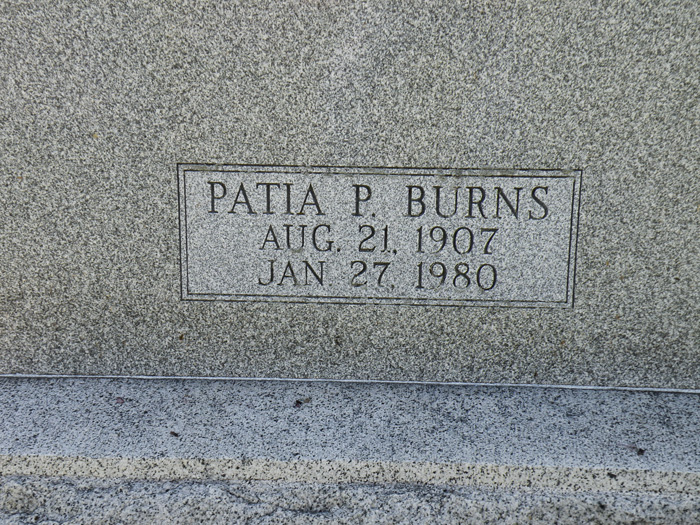 PATIA P. BURNS
AUG. 21, 1907
JAN 27, 1980